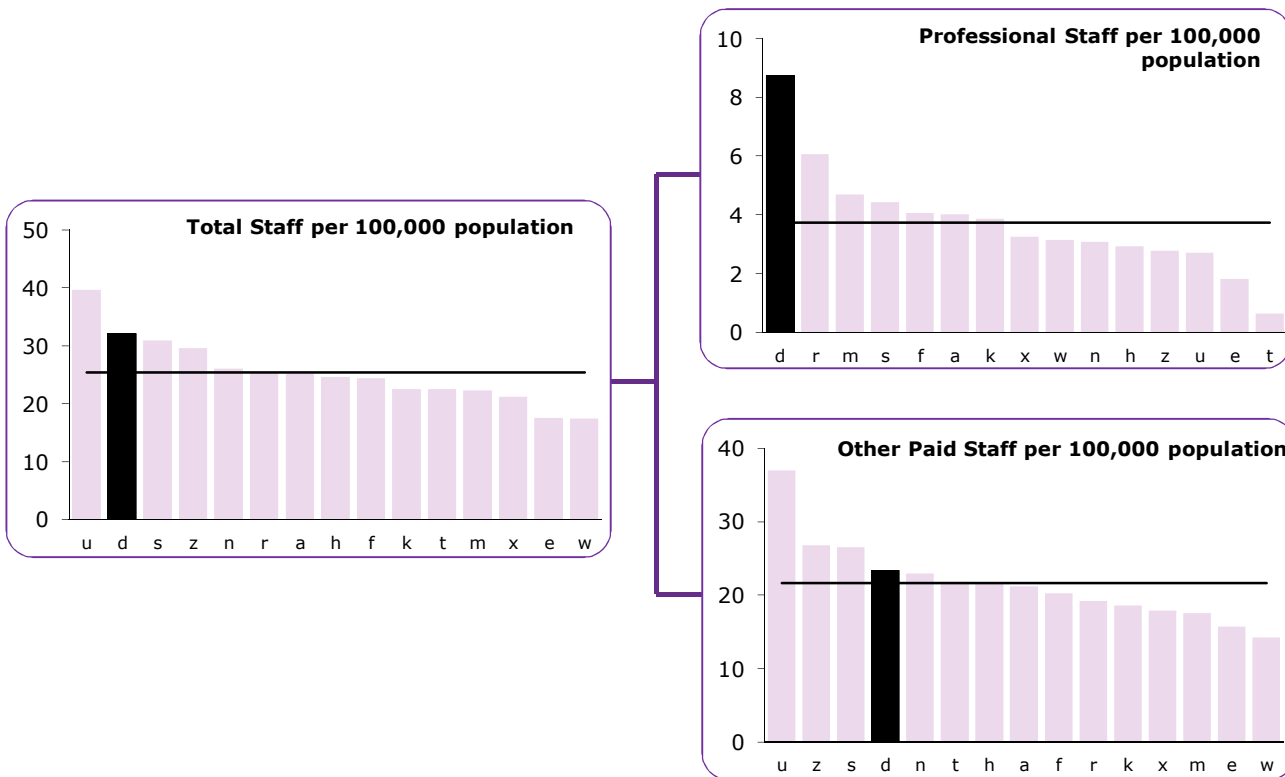 Professional Staff per 100,000
population
10
8
6
4
2
0
d r m s f a k x w n h z u e t
Total Staff per 100,000 population
50
40
30
20
10
0
u d s z n r a h f k t m x e w
Other Paid Staff per 100,000 population
40
30
20
10
0
u z s d n t h a f r k x m e w